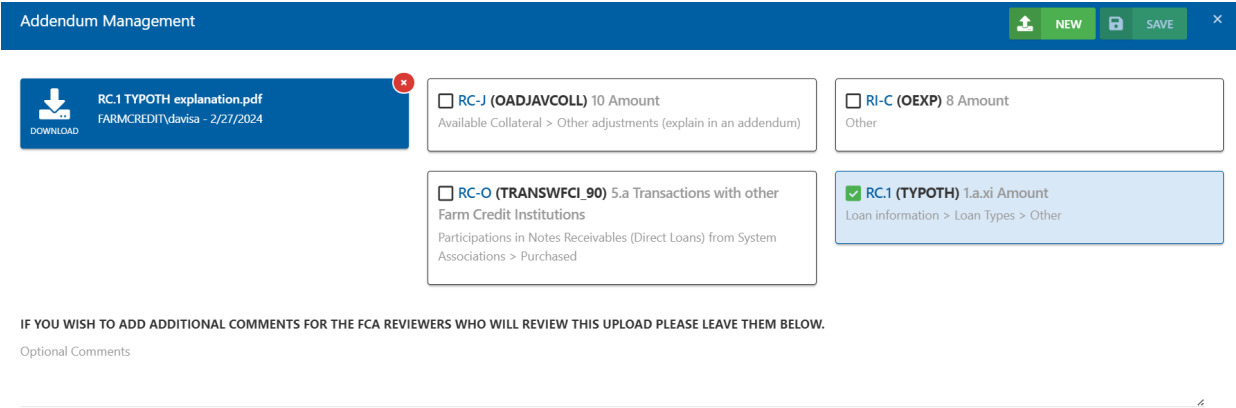 Addendum Management
NEW
SAVE
×
RC.1 TYPOTH explanation.pdf
FARMCREDIT\davisa - 2/27/2024
DOWNLOAD
RC-J (OADJAVCOLL) 10 Amount
Available Collateral > Other adjustments (explain in an addendum)
RI-C (OEXP) 8 Amount
Other
RC-O (TRANSWFCI_90) 5.a Transactions with other
Farm Credit Institutions
Participations in Notes Receivables (Direct Loans) from System
Associations > Purchased
RC.1 (TYPOTH) 1.a.xi Amount
Loan information > Loan Types > Other
IF YOU WISH TO ADD ADDITIONAL COMMENTS FOR THE FCA REVIEWERS WHO WILL REVIEW THIS UPLOAD PLEASE LEAVE THEM BELOW.
Optional Comments